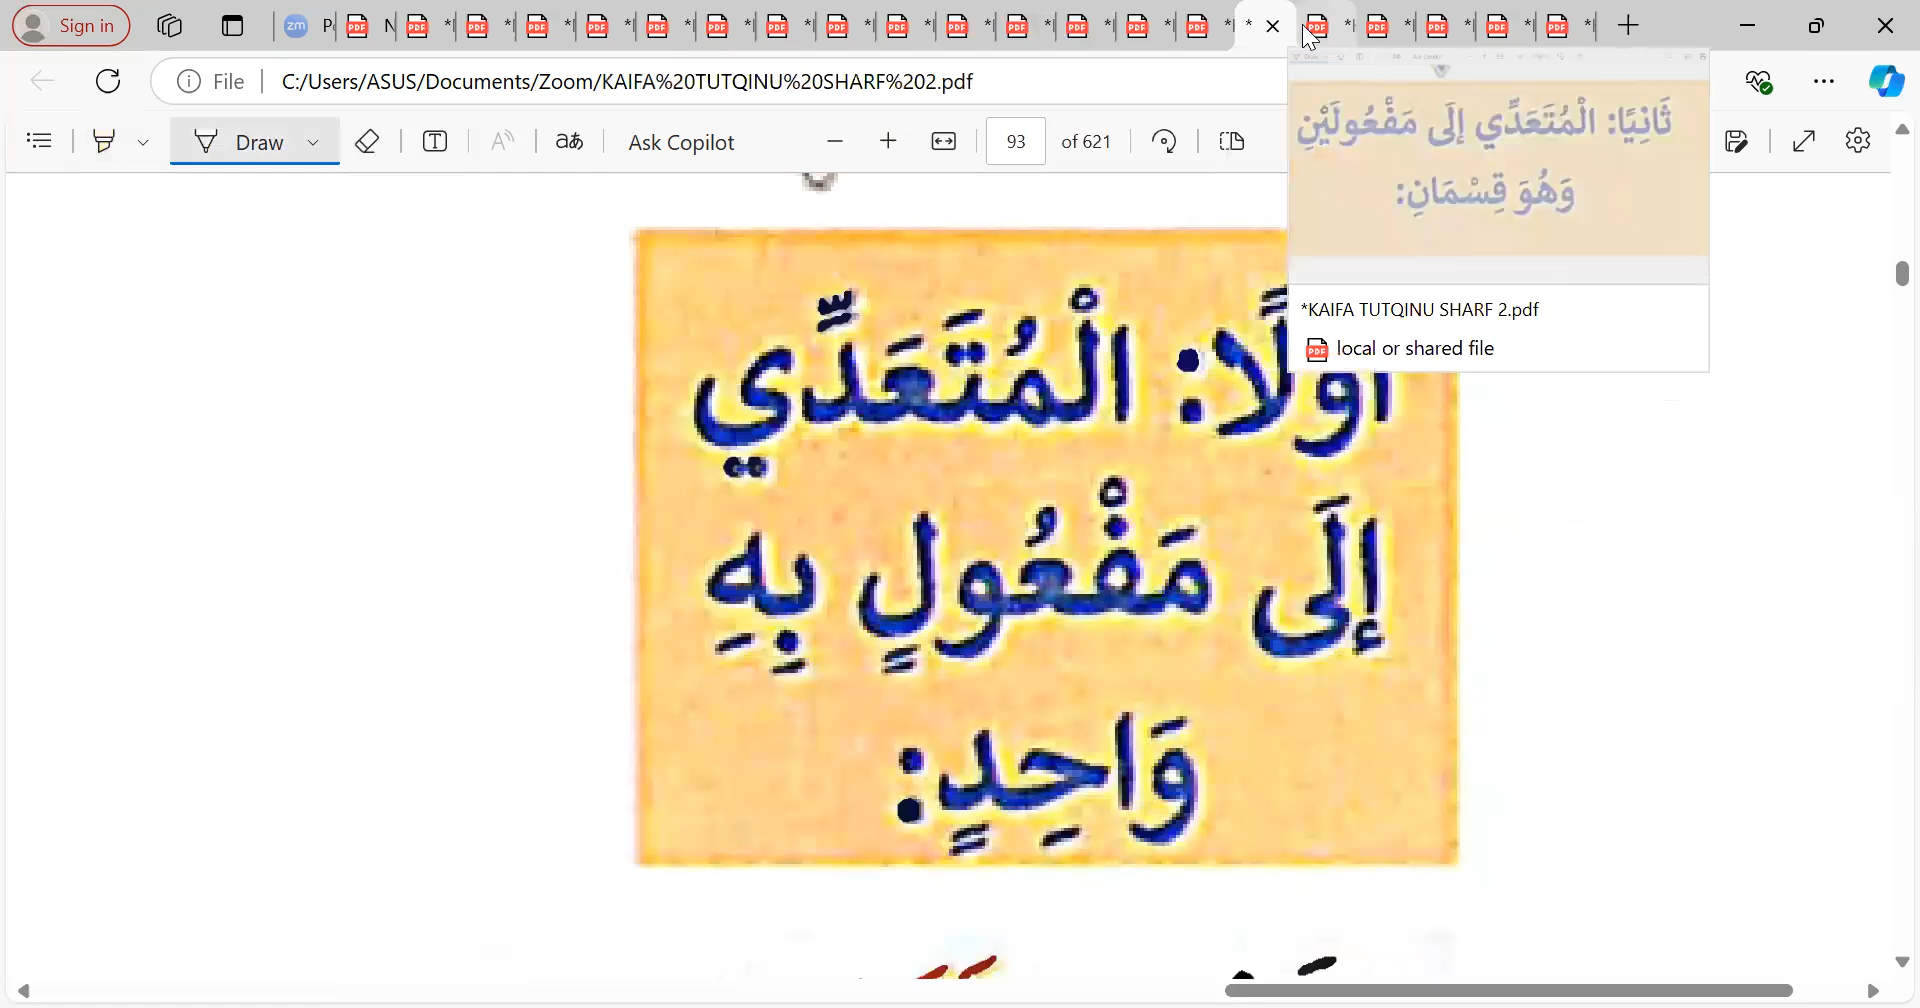 Sign in
File
C:/Users/ASUS/Documents/Zoom/KAIFA%20TUTQINU%20SHARF%202.pdf
Draw
Ask Copilot
93
of 621
ثَانِيًا: الْمُتَعَدِّي إِلَى مَفْعُولَيْنِ
وَهُوَ قِسْمَانِ:
*KAIFA TUTQINU SHARF 2.pdf
local or shared file
أَوَّلًا: الْمُتَعَدِّي
إِلَى مَفْعُولٍ بِهِ
وَاحِدٍ: